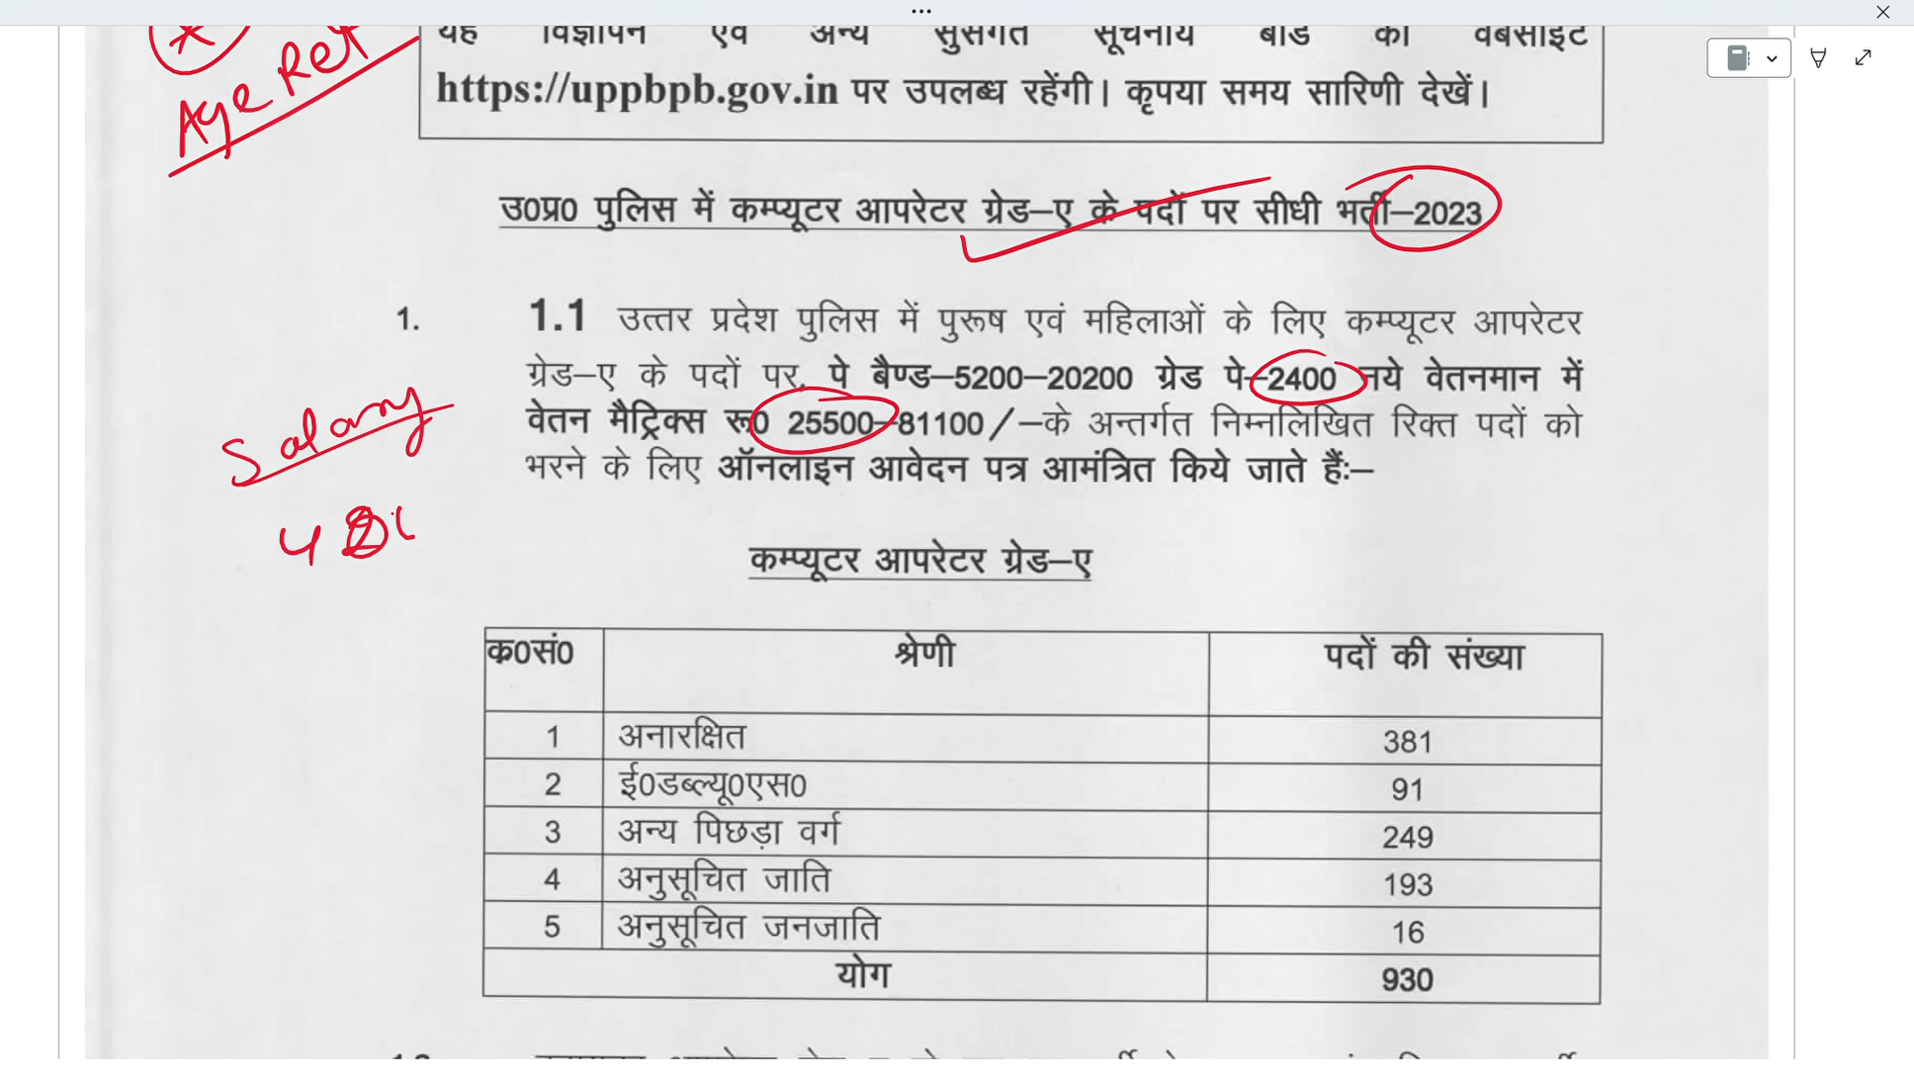 यह विज्ञापन एवं अन्य सुसंगत सूचनायें बोर्ड की वेबसाइट
https://uppbpb.gov.in पर उपलब्ध रहेंगी। कृपया समय सारिणी देखें।
Age
उ0प्र0 पुलिस में कम्प्यूटर आपरेटर ग्रेड–ए के पदों पर सीधी भर्ती–2023
1. 1.1 उत्तर प्रदेश पुलिस में पुरूष एवं महिलाओं के लिए कम्प्यूटर आपरेटर
ग्रेड–ए के पदों पर, पे बैण्ड–5200–20200 ग्रेड पे–2400 नये वेतनमान में
वेतन मैट्रिक्स रू0 25500–81100/–के अन्तर्गत निम्नलिखित रिक्त पदों को
भरने के लिए ऑनलाइन आवेदन पत्र आमंत्रित किये जाते हैं:–
Salary
कम्प्यूटर आपरेटर ग्रेड–ए
क0सं0 श्रेणी पदों की संख्या
1 अनारक्षित 381
2 ई0डब्ल्यू0एस0 91
3 अन्य पिछड़ा वर्ग 249
4 अनुसूचित जाति 193
5 अनुसूचित जनजाति 16
योग 930